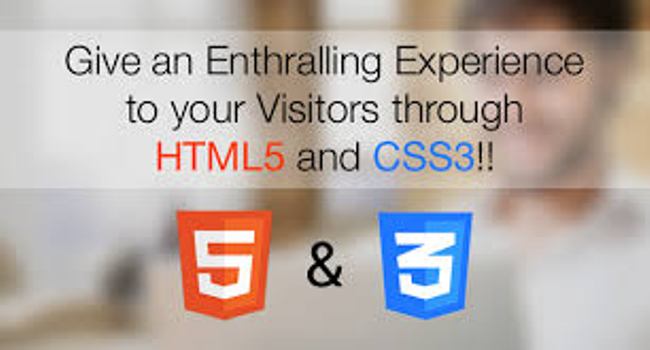 Give an Enthralling Experience
to your Visitors through
HTML5 and CSS3!!
5 & 3